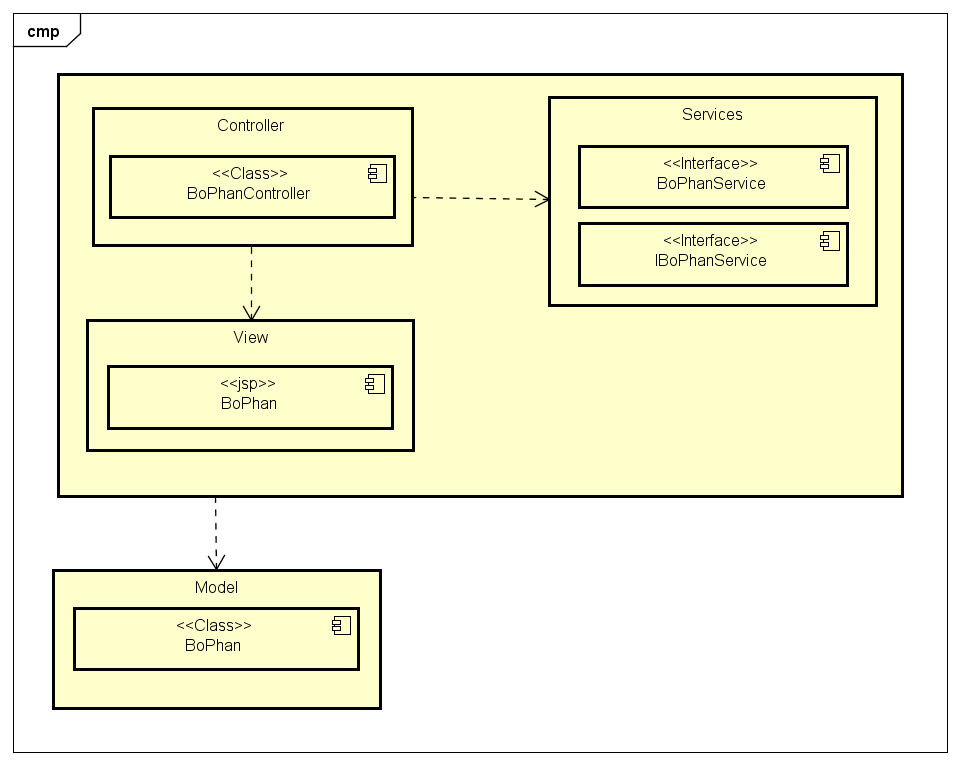 cmp
Controller
<<Class>>
BoPhanController
Services
<<Interface>>
BoPhanService
<<Interface>>
IBoPhanService
View
<<jsp>>
BoPhan
Model
<<Class>>
BoPhan